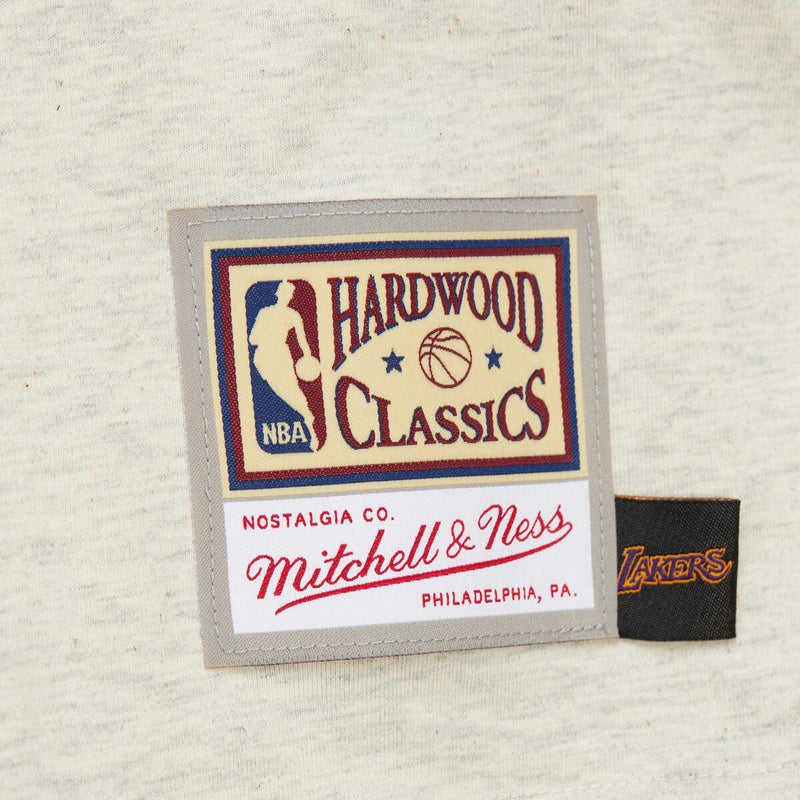 HARDWOOD
CLASSICS
NBA
NOSTALGIA CO.
Mitchell & Ness
PHILADELPHIA, PA.
LAKERS